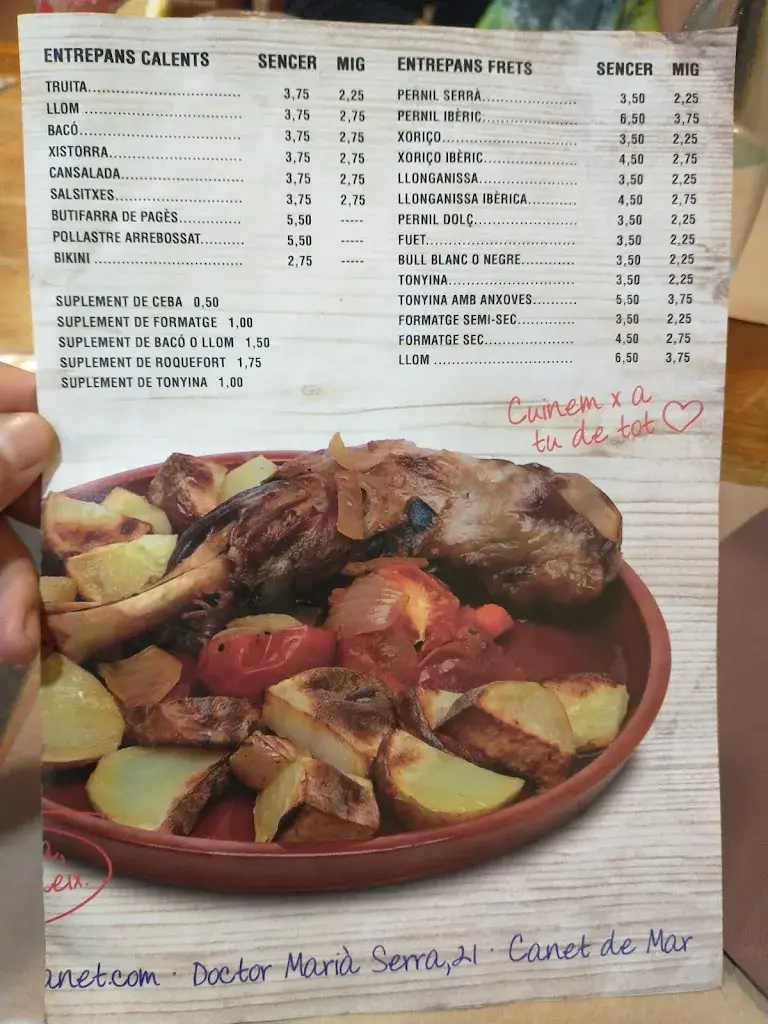 ENTREPANS CALENTS SENCER MIG
TRUITA 3,75 2,25
LLOM 3,75 2,75
BACÓ 3,75 2,75
XISTORRA 3,75 2,75
CANSALADA 3,75 2,75
SALSITXES 3,75 2,75
BUTIFARRA DE PAGÈS 5,50 -----
POLLASTRE ARREBOSSAT 5,50 -----
BIKINI 2,75 -----
SUPLEMENT DE CEBA 0,50
SUPLEMENT DE FORMATGE 1,00
SUPLEMENT DE BACÓ O LLOM 1,50
SUPLEMENT DE ROQUEFORT 1,75
SUPLEMENT DE TONYINA 1,00
ENTREPANS FRETS SENCER MIG
PERNIL SERRÀ 3,50 2,25
PERNIL IBÈRIC 6,50 3,75
XORIÇO 3,50 2,25
XORIÇO IBÈRIC 4,50 2,75
LLONGANISSA 3,50 2,25
LLONGANISSA IBÈRICA 4,50 2,75
PERNIL DOLÇ 3,50 2,25
FUET 3,50 2,25
BULL BLANC O NEGRE 3,50 2,25
TONYINA 3,50 2,25
TONYINA AMB ANXOVES 5,50 3,75
FORMATGE SEMI-SEC 3,50 2,25
FORMATGE SEC 4,50 2,75
LLOM 6,50 3,75
Cuinem x a
tu de tot
eix.
anet.com · Doctor Marià Serra, 21 · Canet de Mar